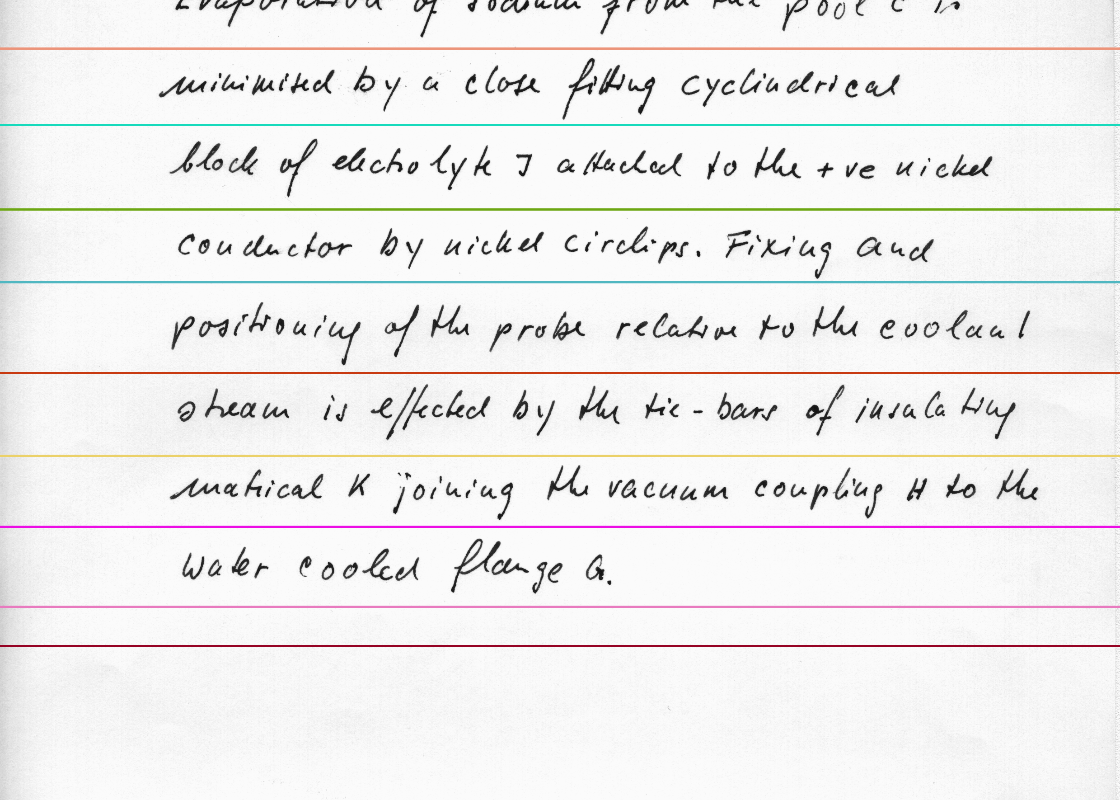 Evaporation of sodium from the pool C is
minimised by a close fitting cyclindrical
block of electrolyte J attached to the +ve nickel
conductor by nickel circlips. Fixing and
positioning of the probe relative to the coolant
stream is effected by the tie-bars of insulating
material K joining the vacuum coupling H to the
water cooled flange G.